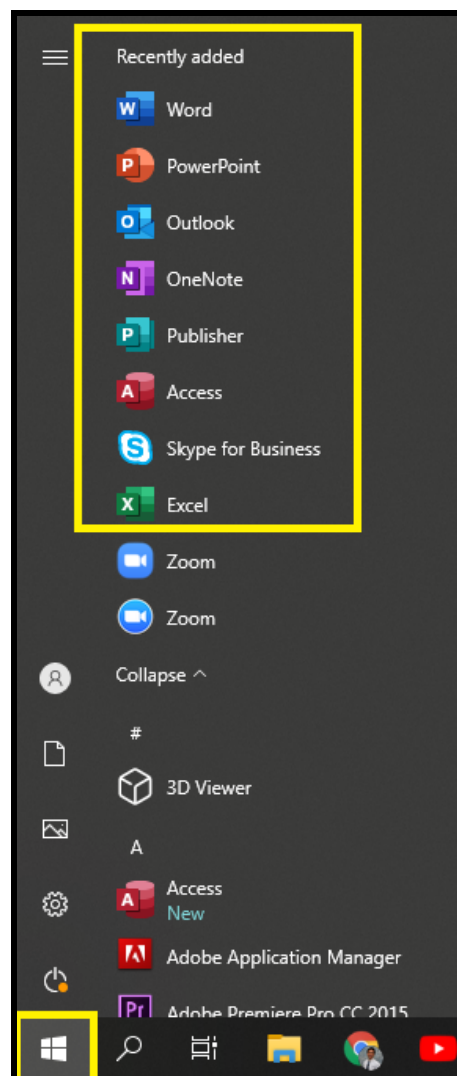 Recently added
Word
PowerPoint
Outlook
OneNote
Publisher
Access
Skype for Business
Excel
Zoom
Zoom
Collapse
#
3D Viewer
A
Access
New
Adobe Application Manager
Adobe Premiere Pro CC 2015